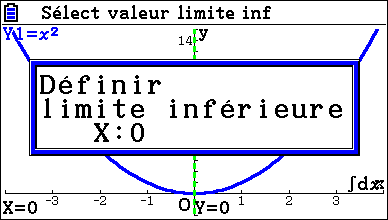 Sélect valeur limite inf
Y1=x²
14
y
Définir
limite inférieure
X:0
∫dx
X=0
-3
-2
-1
O
Y=0
1
2
3